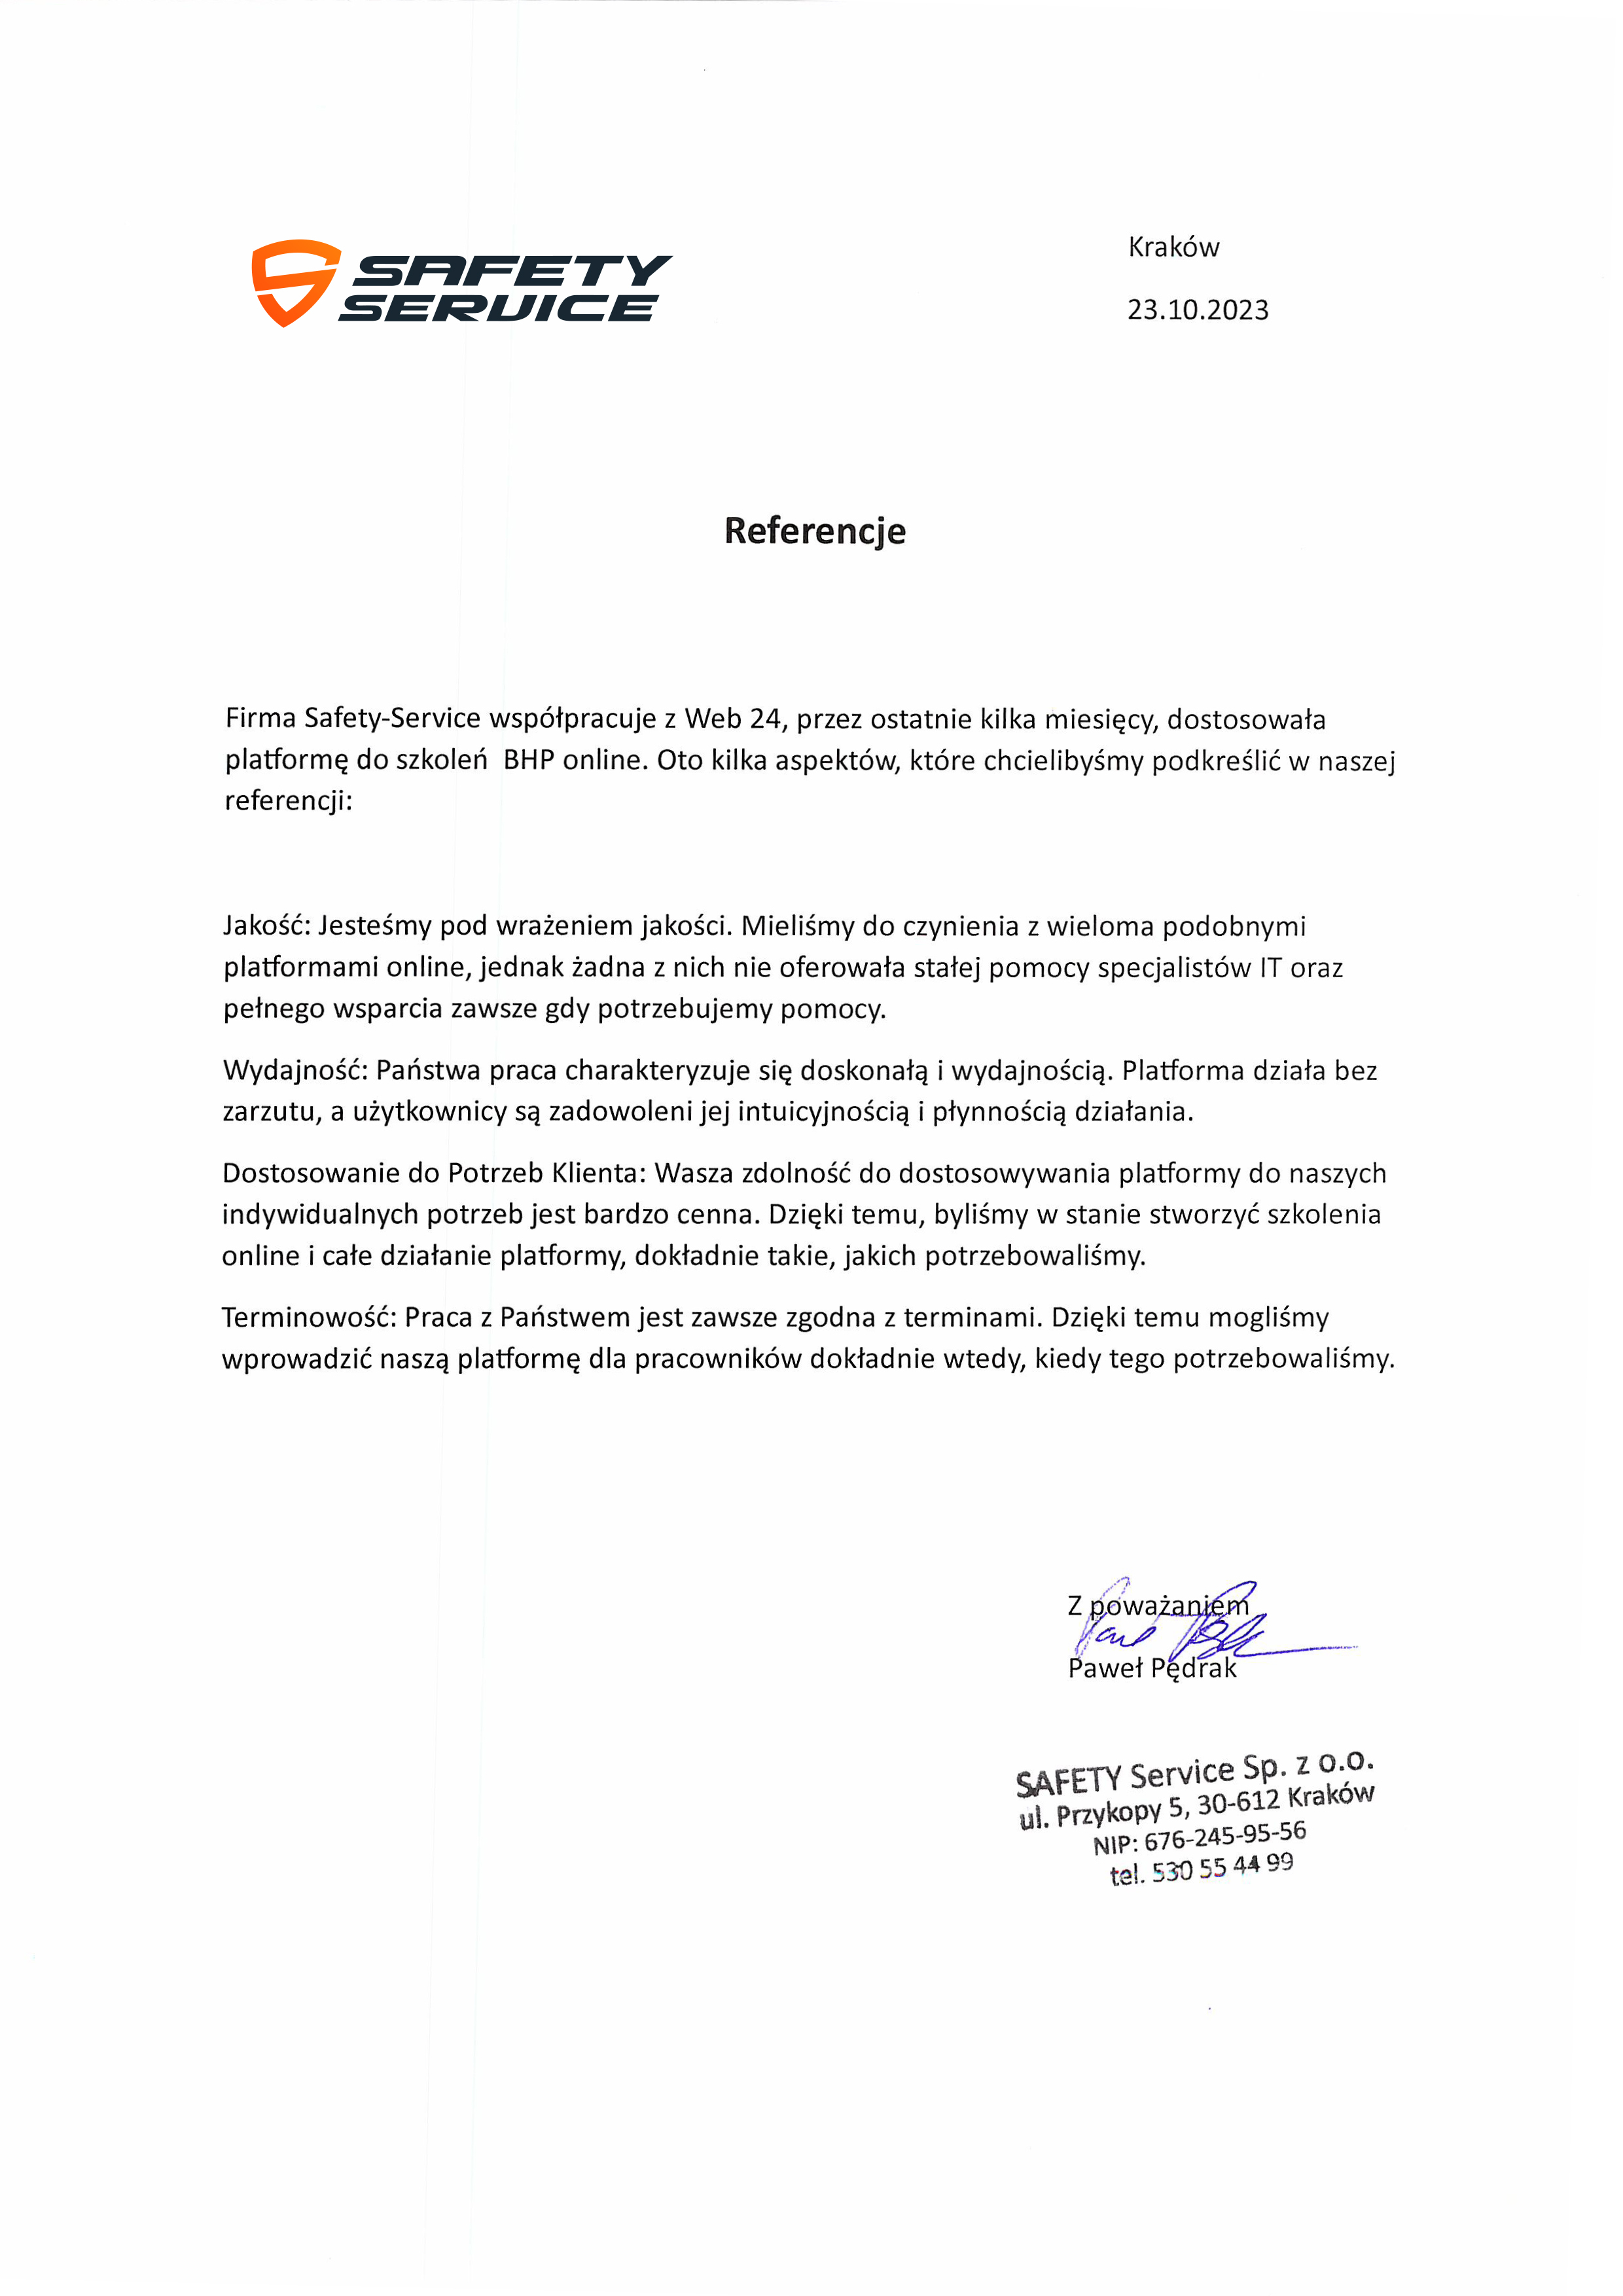 SAFETY
SERVICE
Kraków
23.10.2023
Referencje
Firma Safety-Service współpracuje z Web 24, przez ostatnie kilka miesięcy, dostosowała
platformę do szkoleń  BHP online. Oto kilka aspektów, które chcielibyśmy podkreślić w naszej
referencji:
Jakość: Jesteśmy pod wrażeniem jakości. Mieliśmy do czynienia z wieloma podobnymi
platformami online, jednak żadna z nich nie oferowała stałej pomocy specjalistów IT oraz
pełnego wsparcia zawsze gdy potrzebujemy pomocy.
Wydajność: Państwa praca charakteryzuje się doskonałą i wydajnością. Platforma działa bez
zarzutu, a użytkownicy są zadowoleni jej intuicyjnością i płynnością działania.
Dostosowanie do Potrzeb Klienta: Wasza zdolność do dostosowywania platformy do naszych
indywidualnych potrzeb jest bardzo cenna. Dzięki temu, byliśmy w stanie stworzyć szkolenia
online i całe działanie platformy, dokładnie takie, jakich potrzebowaliśmy.
Terminowość: Praca z Państwem jest zawsze zgodna z terminami. Dzięki temu mogliśmy
wprowadzić naszą platformę dla pracowników dokładnie wtedy, kiedy tego potrzebowaliśmy.
Z poważaniem
Paweł Pędrak
SAFETY Service Sp. z o.o.
ul. Przykopy 5, 30-612 Kraków
NIP: 676-245-95-56
tel. 530 55 44 99